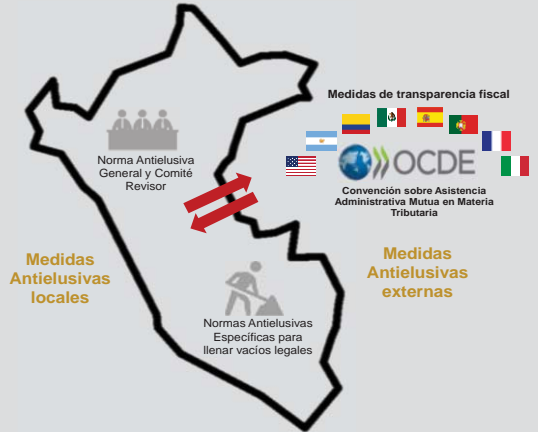 Medidas de transparencia fiscal
OCDE
Convención sobre Asistencia
Administrativa Mutua en Materia
Tributaria
Norma Antielusiva
General y Comité
Revisor
Medidas
Antielusivas
locales
Medidas
Antielusivas
externas
Normas Antielusivas
Específicas para
llenar vacíos legales